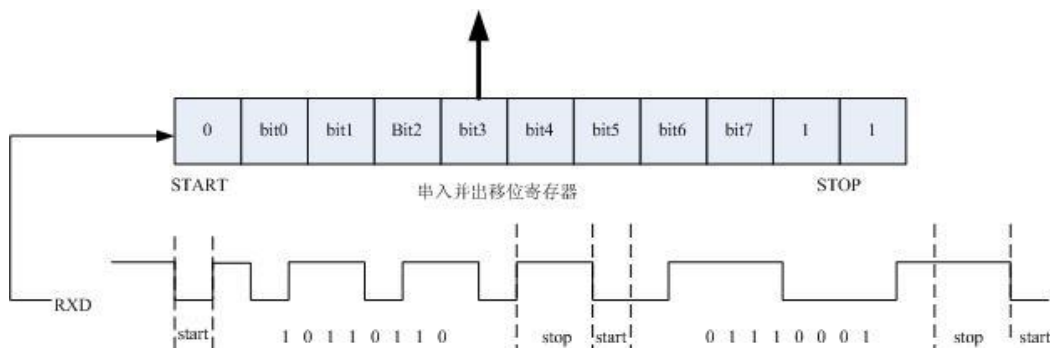 0 bit0 bit1 Bit2 bit3 bit4 bit5 bit6 bit7 1 1
START 串入并出移位寄存器 STOP
RXD
start 1 0 1 1 0 1 1 0 stop start 0 1 1 1 0 0 0 1 stop start